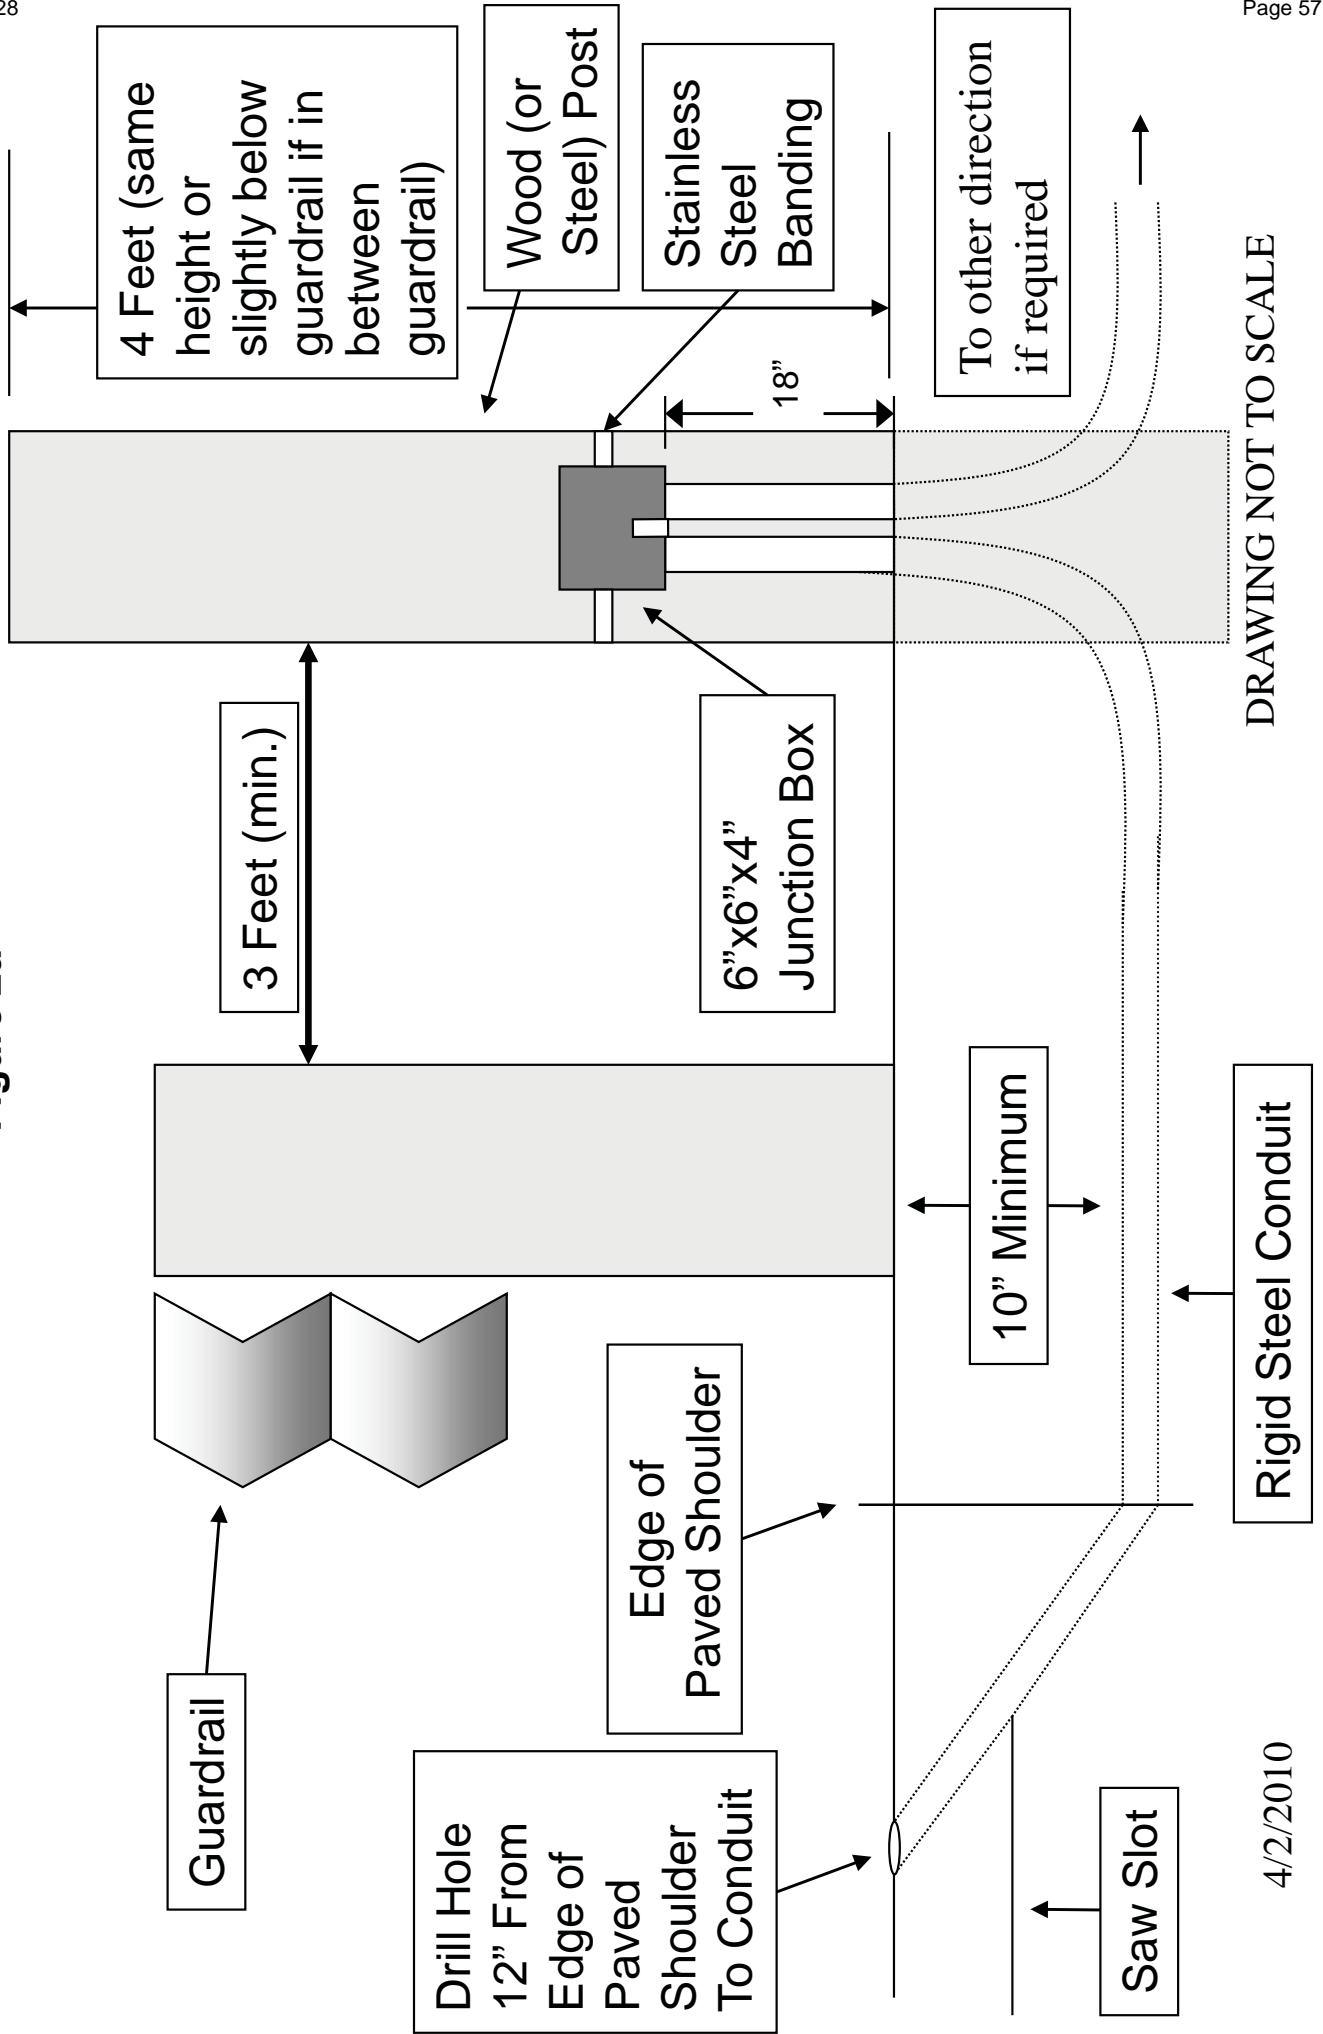 28
Page 57
4 Feet (same
height or
slightly below
guardrail if in
between
guardrail)
Wood (or
Steel) Post
Stainless
Steel
Banding
18”
To other direction
if required
3 Feet (min.)
6”x6”x4”
Junction Box
10” Minimum
Guardrail
Edge of
Paved Shoulder
Drill Hole
12” From
Edge of
Paved
Shoulder
To Conduit
Saw Slot
Rigid Steel Conduit
4/2/2010
DRAWING NOT TO SCALE